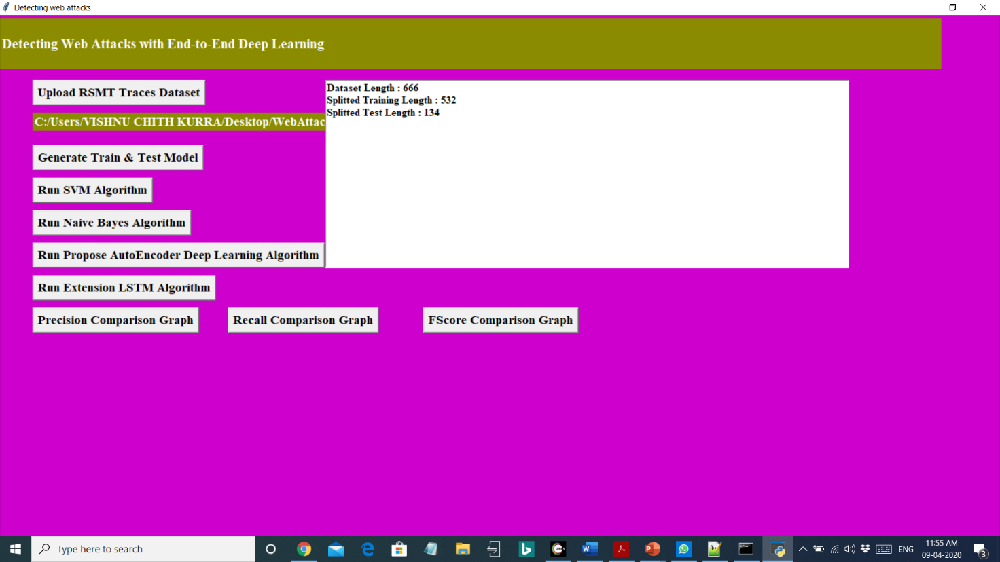 Detecting web attacks
Detecting Web Attacks with End-to-End Deep Learning
Upload RSMT Traces Dataset
C:/Users/VISHNU CHITH KURRA/Desktop/WebAttac
Dataset Length : 666
Splitted Training Length : 532
Splitted Test Length : 134
Generate Train & Test Model
Run SVM Algorithm
Run Naive Bayes Algorithm
Run Propose AutoEncoder Deep Learning Algorithm
Run Extension LSTM Algorithm
Precision Comparison Graph
Recall Comparison Graph
FScore Comparison Graph
Type here to search
ENG
11:55 AM
09-04-2020
3